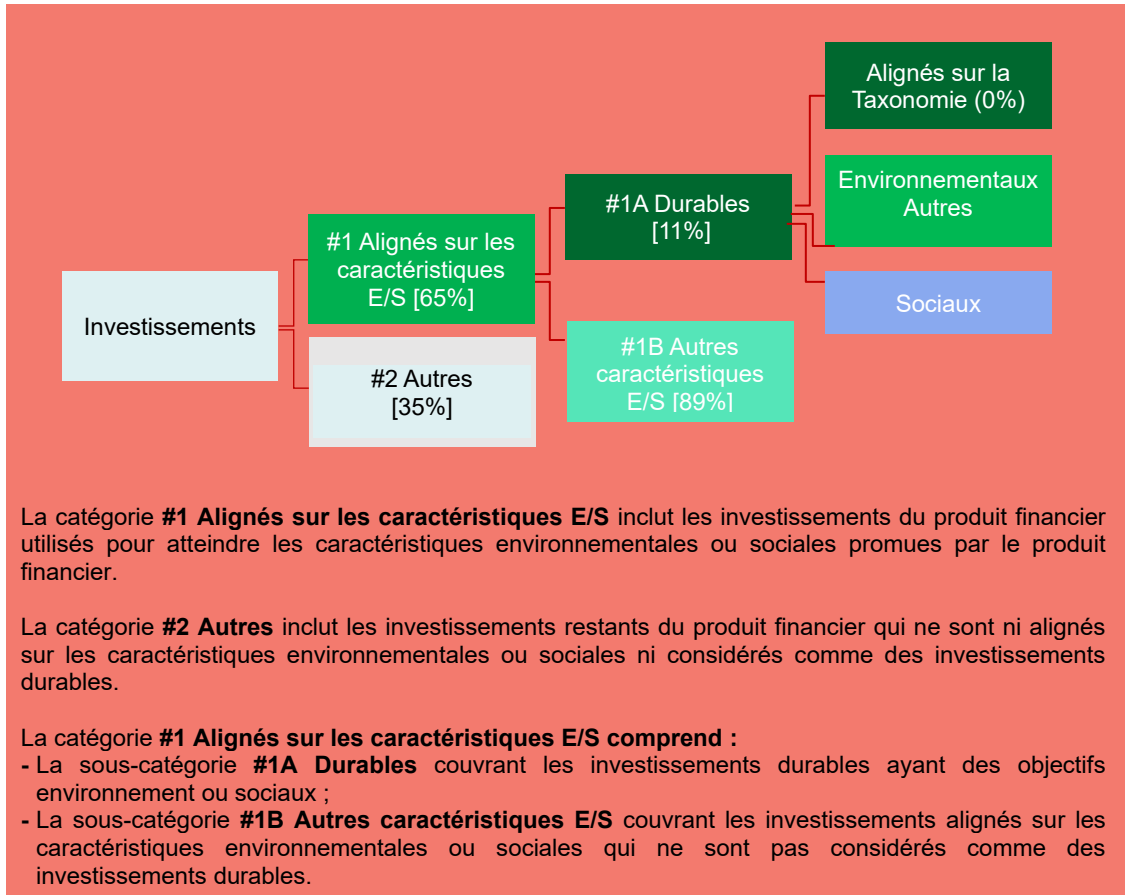 Alignés sur la
Taxonomie (0%)
Environnementaux
Autres
#1A Durables
[11%]
#1 Alignés sur les
caractéristiques
E/S [65%]
Sociaux
Investissements
#1B Autres
caractéristiques
E/S [89%]
#2 Autres
[35%]
La catégorie #1 Alignés sur les caractéristiques E/S inclut les investissements du produit financier
utilisés pour atteindre les caractéristiques environnementales ou sociales promues par le produit
financier.
La catégorie #2 Autres inclut les investissements restants du produit financier qui ne sont ni alignés
sur les caractéristiques environnementales ou sociales ni considérés comme des investissements
durables.
La catégorie #1 Alignés sur les caractéristiques E/S comprend :
- La sous-catégorie #1A Durables couvrant les investissements durables ayant des objectifs
environnement ou sociaux ;
- La sous-catégorie #1B Autres caractéristiques E/S couvrant les investissements alignés sur les
caractéristiques environnementales ou sociales qui ne sont pas considérés comme des
investissements durables.